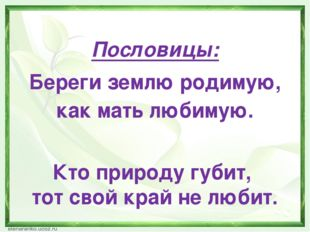 Пословицы:
Береги землю родимую,
как мать любимую.
Кто природу губит,
тот свой край не любит.